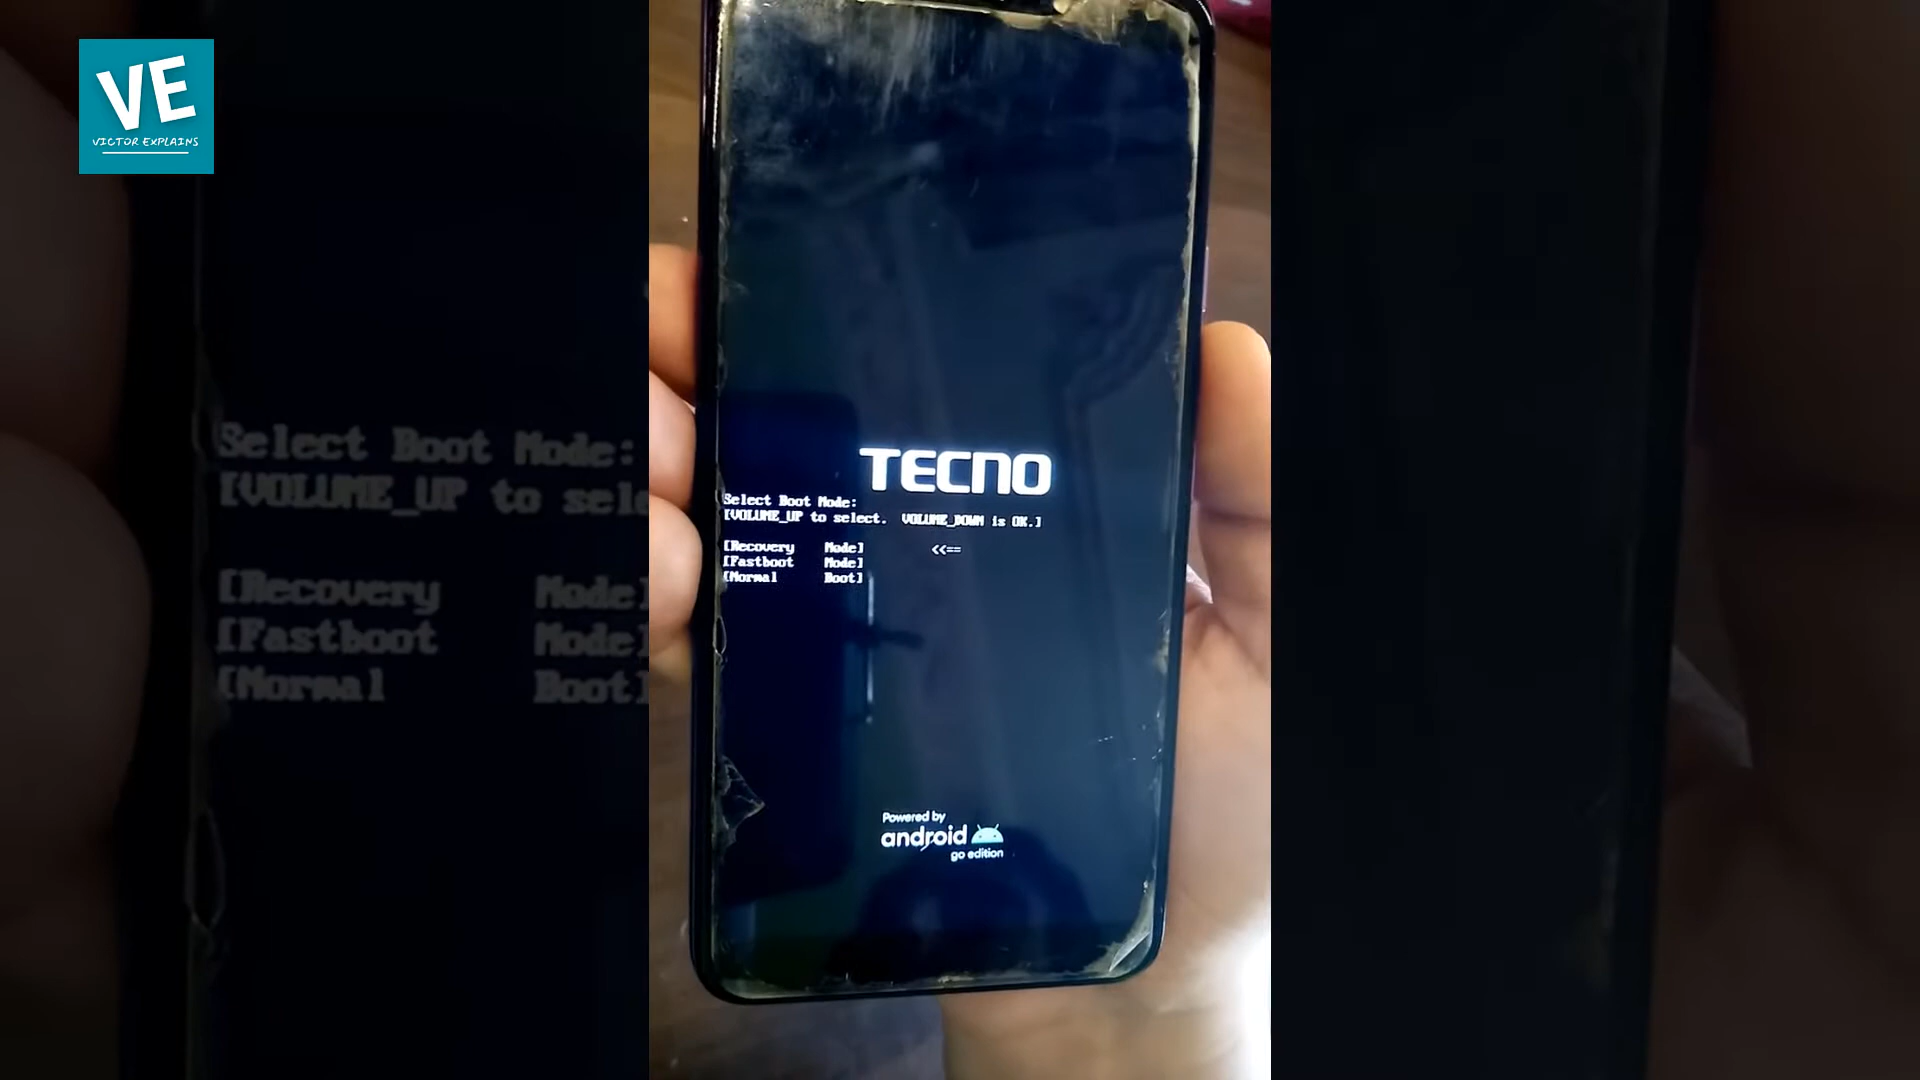 VE
VICTOR EXPLAINS
Select Boot Mode:
[VOLUME_UP to sele
[Recovery Mode]
[Fastboot Mode]
[Normal Boot]
TECNO
Select Boot Mode:
[VOLUME_UP to select. VOLUME_DOWN is OK.]
[Recovery Mode] <<==
[Fastboot Mode]
[Normal Boot]
Powered by
android
go edition